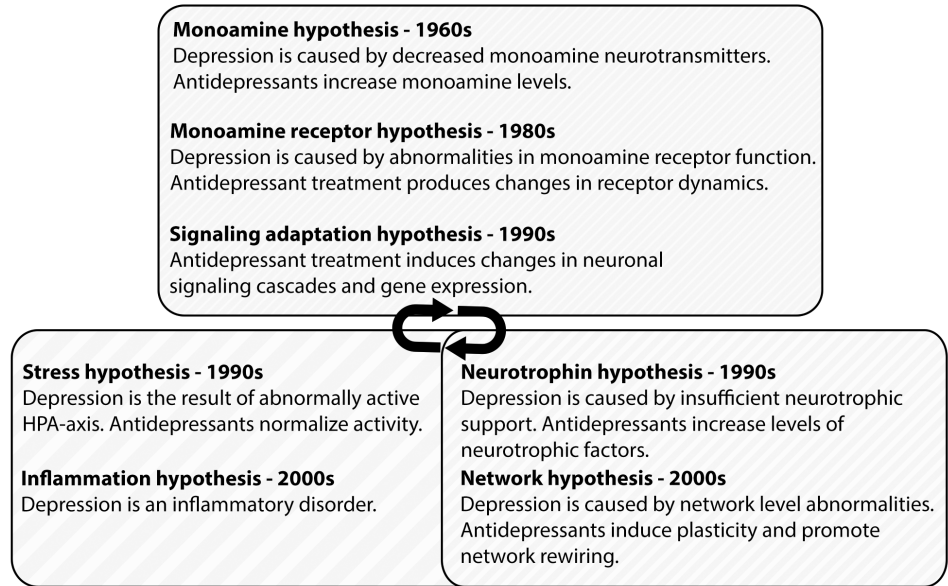 Monoamine hypothesis - 1960s
Depression is caused by decreased monoamine neurotransmitters.
Antidepressants increase monoamine levels.
Monoamine receptor hypothesis - 1980s
Depression is caused by abnormalities in monoamine receptor function.
Antidepressant treatment produces changes in receptor dynamics.
Signaling adaptation hypothesis - 1990s
Antidepressant treatment induces changes in neuronal
signaling cascades and gene expression.
Stress hypothesis - 1990s
Depression is the result of abnormally active
HPA-axis. Antidepressants normalize activity.
Inflammation hypothesis - 2000s
Depression is an inflammatory disorder.
Neurotrophin hypothesis - 1990s
Depression is caused by insufficient neurotrophic
support. Antidepressants increase levels of
neurotrophic factors.
Network hypothesis - 2000s
Depression is caused by network level abnormalities.
Antidepressants induce plasticity and promote
network rewiring.